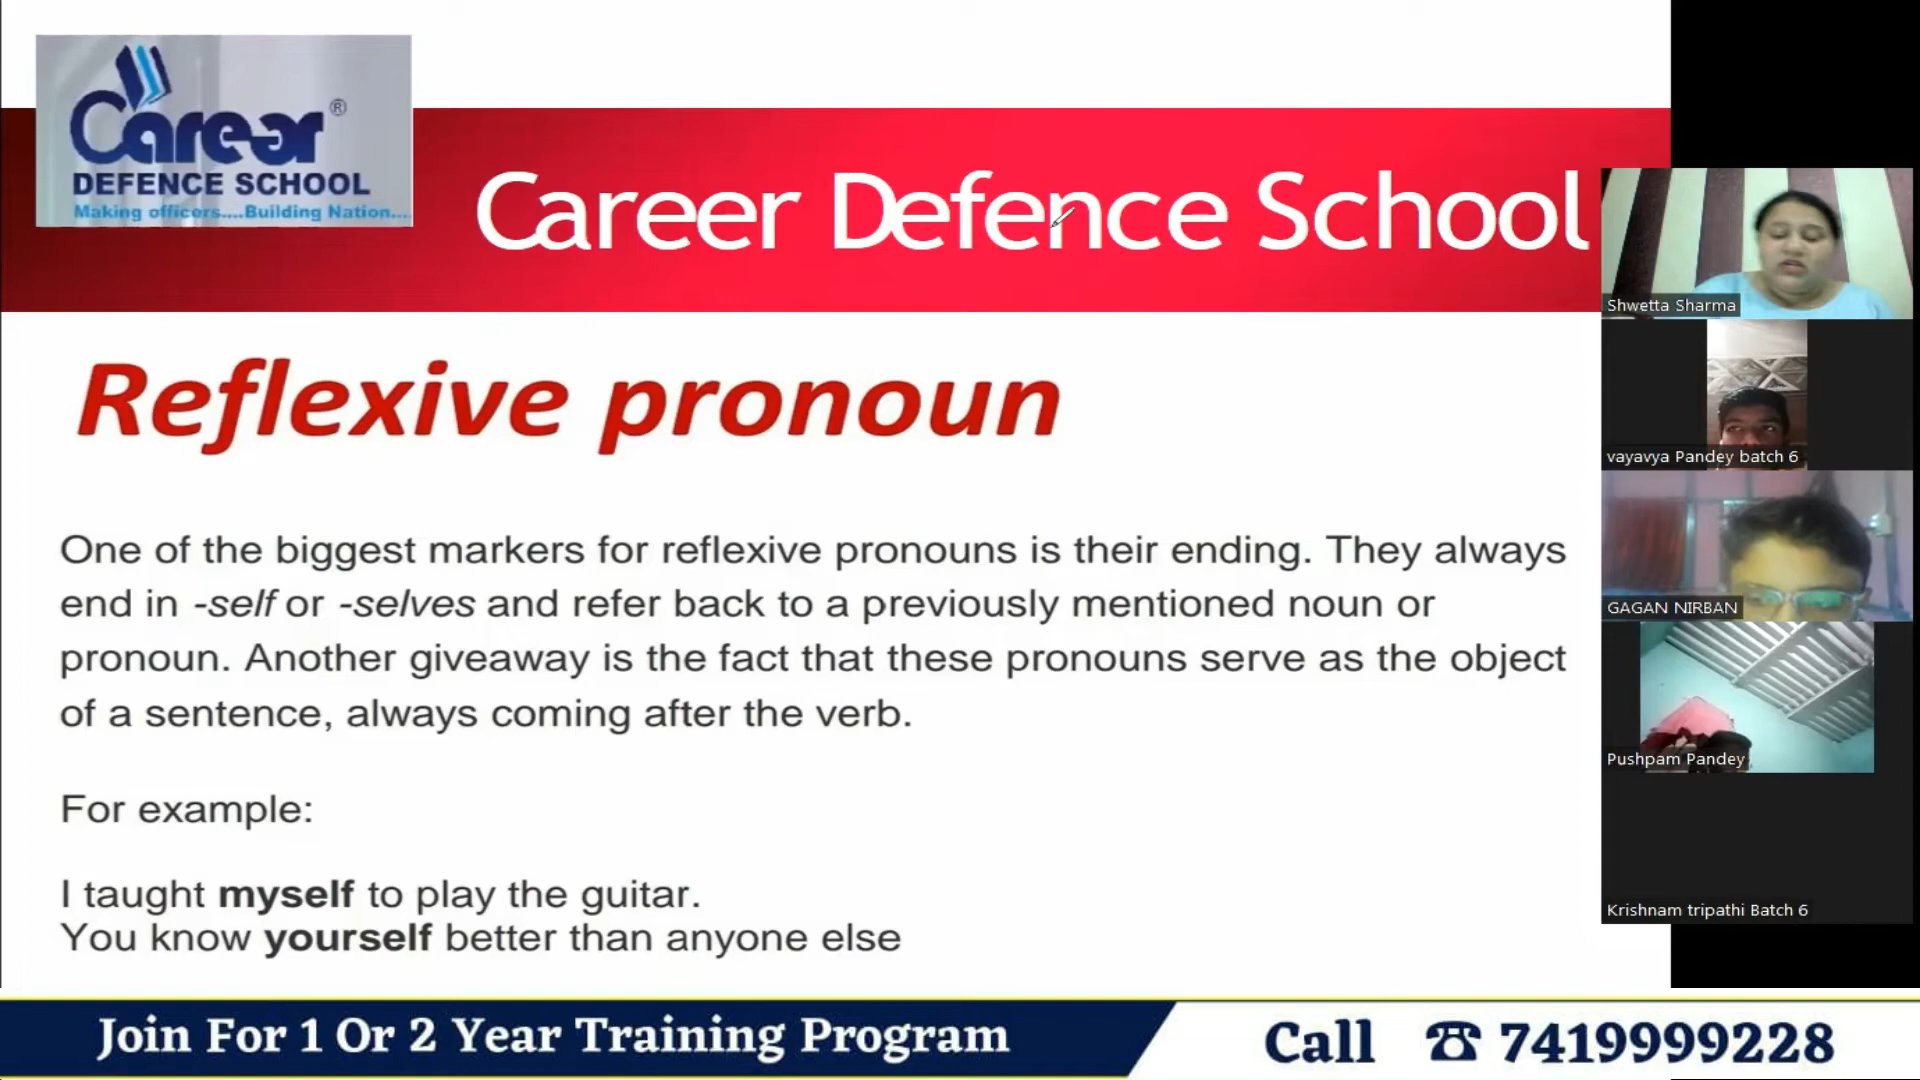 Career ®
DEFENCE SCHOOL
Making officers....Building Nation....
Career Defence School
Reflexive pronoun
One of the biggest markers for reflexive pronouns is their ending. They always
end in -self or -selves and refer back to a previously mentioned noun or
pronoun. Another giveaway is the fact that these pronouns serve as the object
of a sentence, always coming after the verb.
For example:
I taught myself to play the guitar.
You know yourself better than anyone else
Shwetta Sharma
vayavya Pandey batch 6
GAGAN NIRBAN
Pushpam Pandey
Krishnam tripathi Batch 6
Join For 1 Or 2 Year Training Program
Call ☎ 7419999228